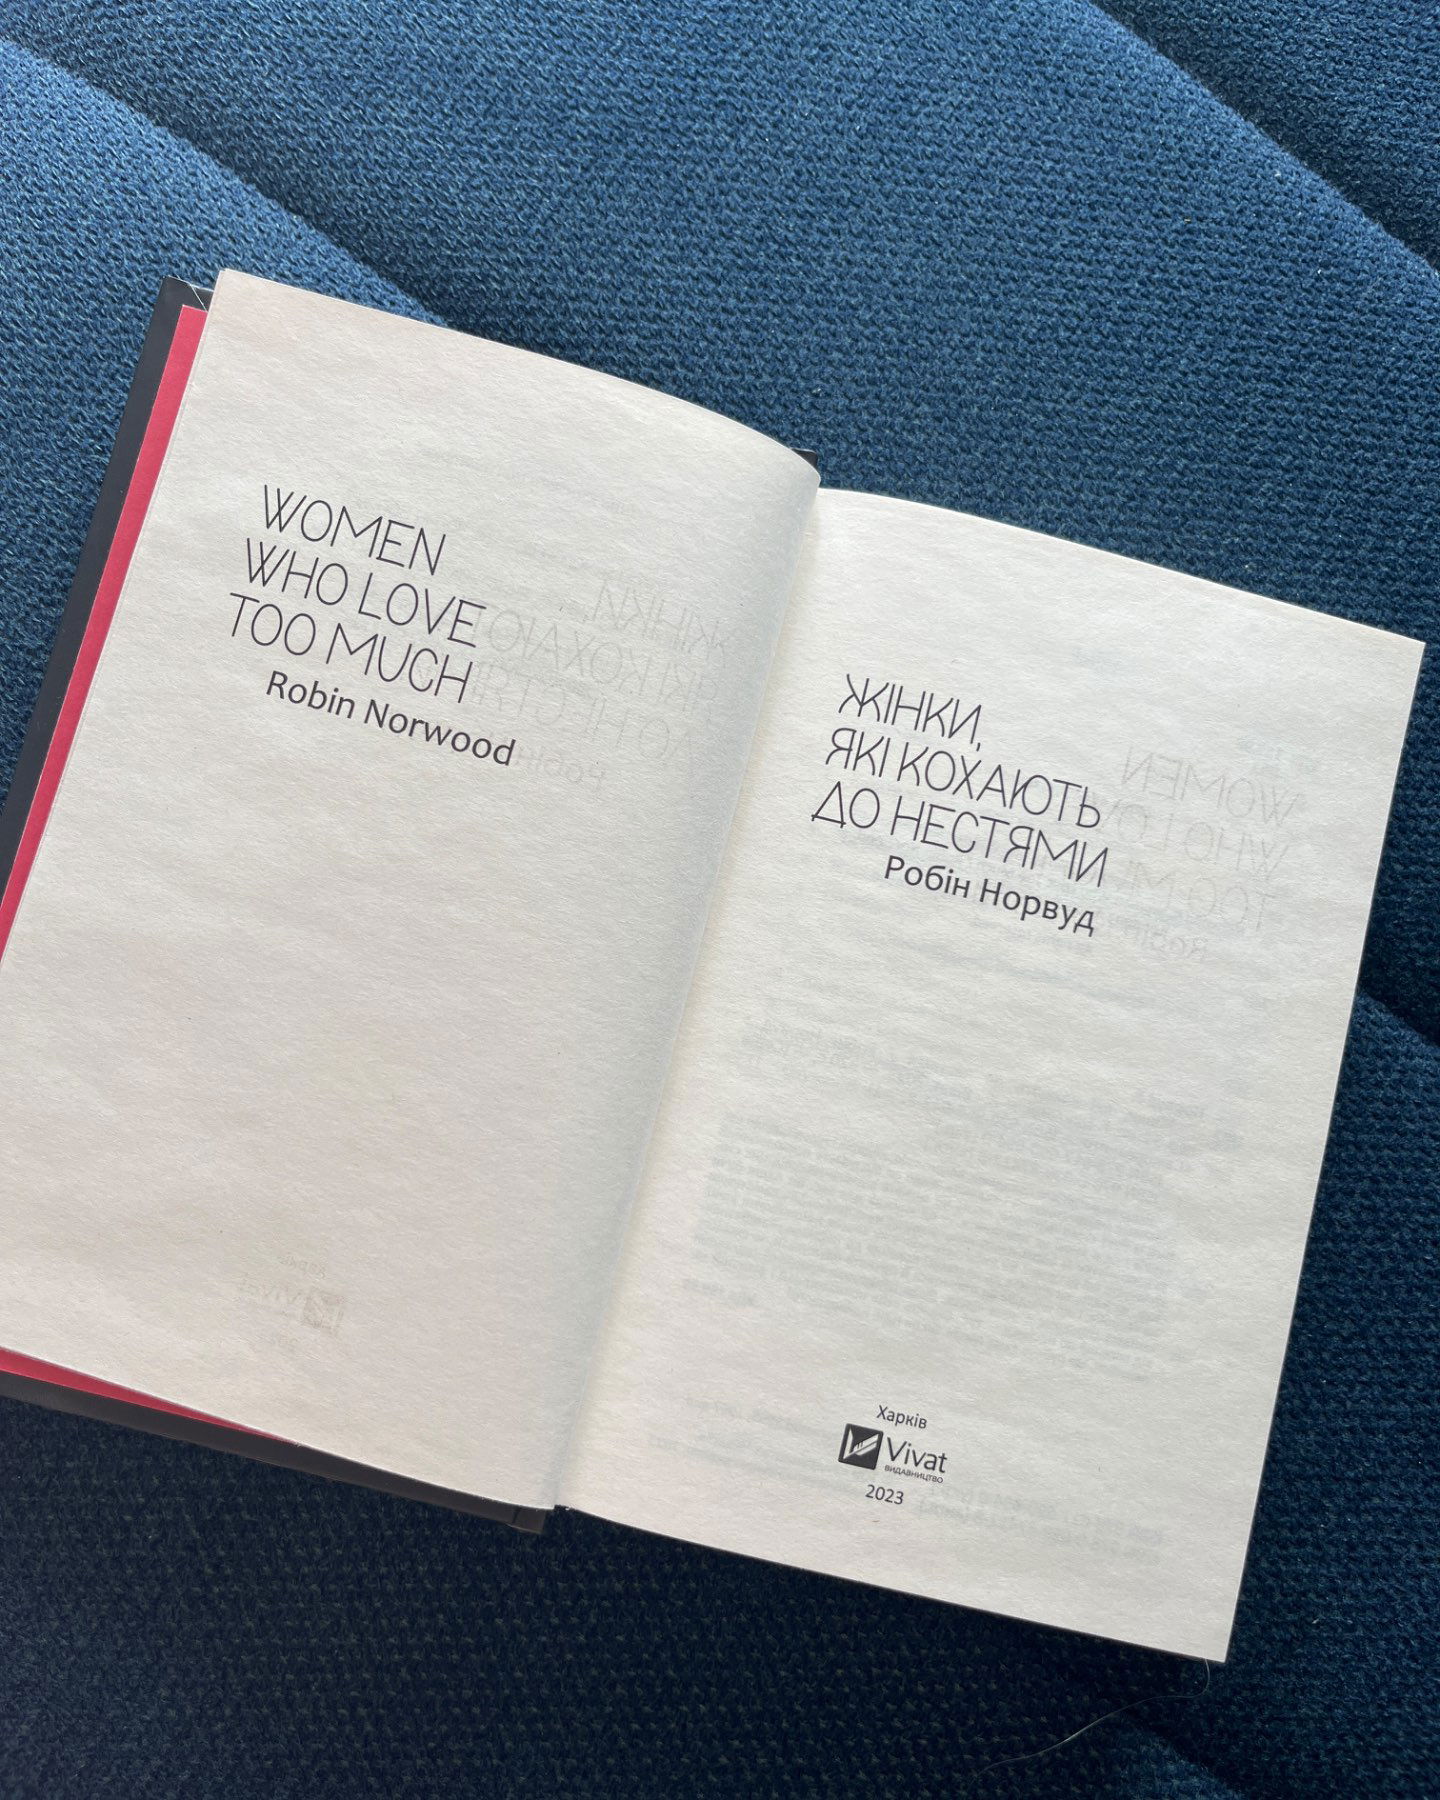 WOMEN
WHO LOVE
TOO MUCH
Robin Norwood
ЖІНКИ,
ЯКІ КОХАЮТЬ
ДО НЕСТЯМИ
Робін Норвуд
Харків
Vivat
видавництво
2023